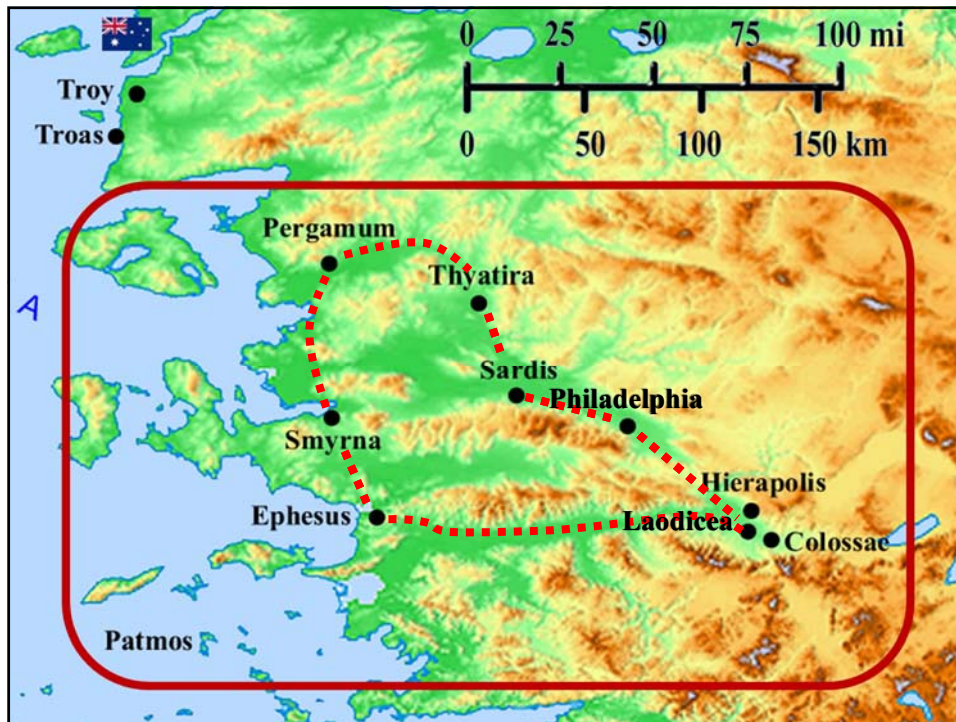 0 25 50 75 100 mi
0 50 100 150 km
Troy
Troas
Pergamum
Thyatira
Sardis
Philadelphia
Smyrna
Hierapolis
Ephesus
Laodicea
Colossae
Patmos
A